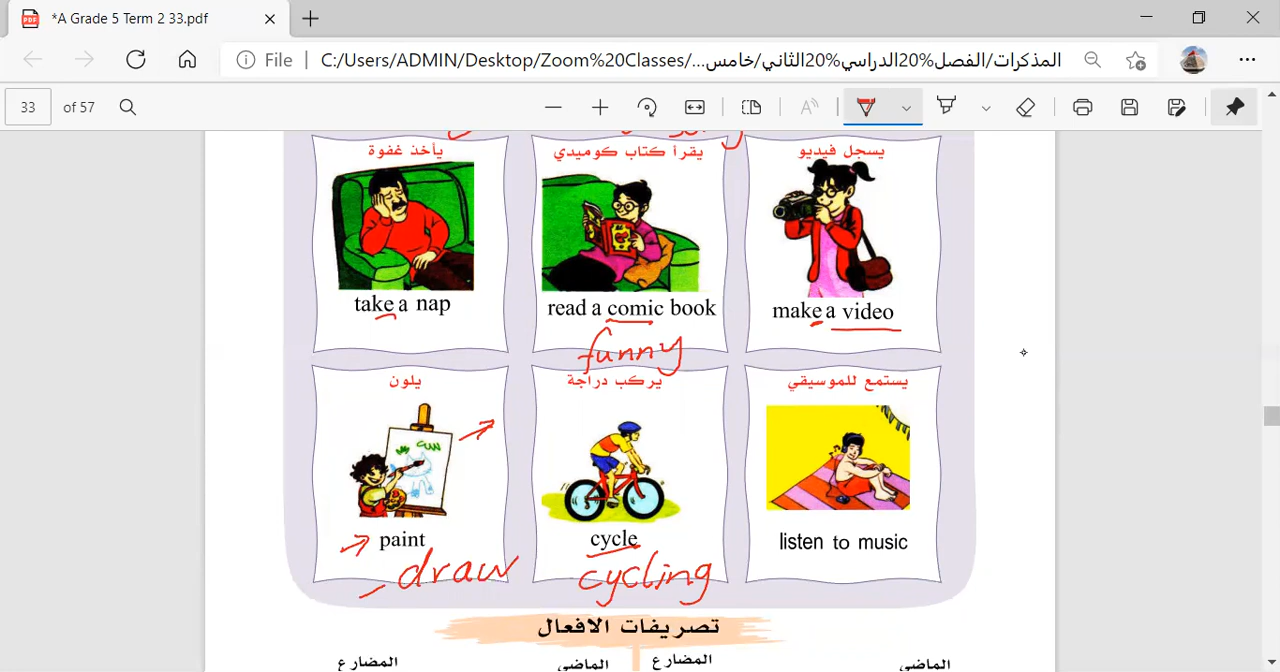 *A Grade 5 Term 2 33.pdf
File
C:/Users/ADMIN/Desktop/Zoom%20Classes/المذكرات/الفصل%20الدراسي%20الثاني/خامس...
33 of 57
يأخذ غفوة
يقرأ كتاب كوميدي
يسجل فيديو
take a nap
read a comic book
make a video
funny
يلون
يركب دراجة
يستمع للموسيقي
paint
cycle
listen to music
draw
cycling
تصريفات الافعال
المضارع
الماضي
المضارع
الماضي